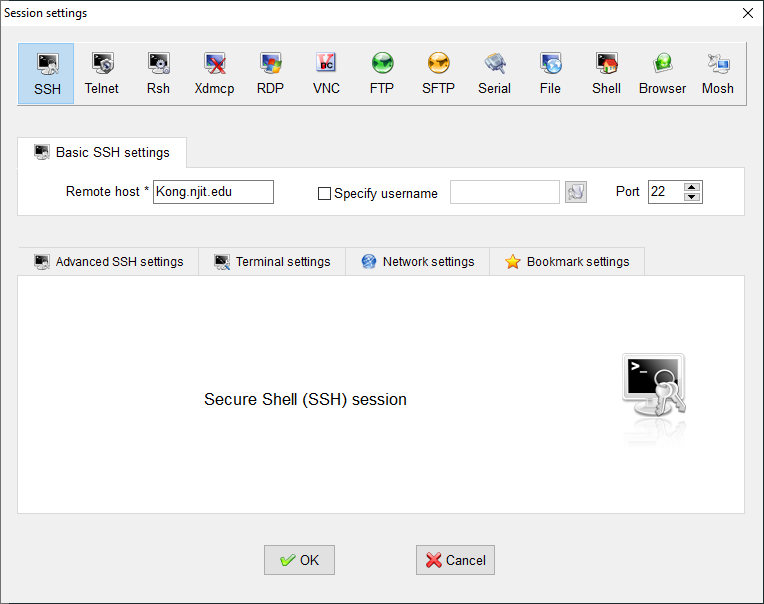 Session settings
SSH Telnet Rsh Xdmcp RDP VNC FTP SFTP Serial File Shell Browser Mosh
Basic SSH settings
Remote host * Kong.njit.edu Specify username Port 22
Advanced SSH settings Terminal settings Network settings Bookmark settings
Secure Shell (SSH) session
OK Cancel